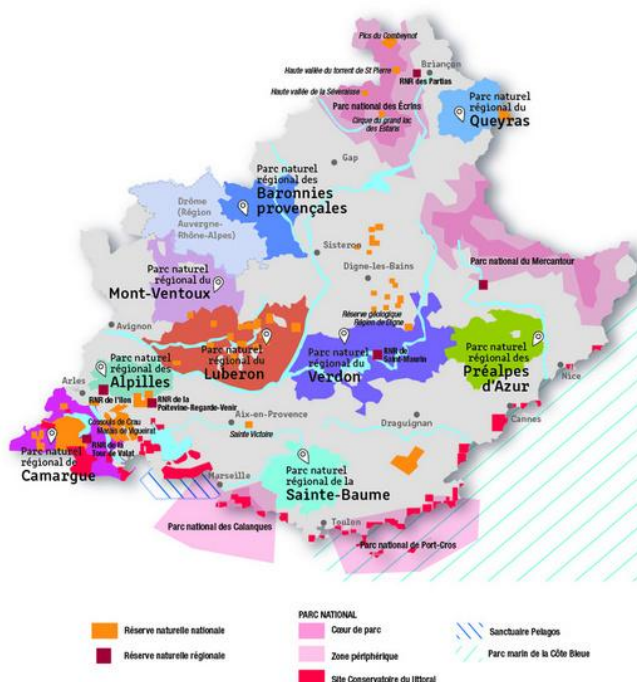 Pics du Combeynot
Briançon
Haute vallée du torrent de St Pierre
RNR des Partias
Haute vallée de la Séveraisse
Parc national des Écrins
Cirque du grand lac
des Estaris
Parc naturel
régional du
Queyras
Gap
Parc naturel
régional des
Baronnies
provençales
Drôme
(Région
Auvergne-
Rhône-Alpes)
Sisteron
Digne-les-Bains
Parc national du Mercantour
Parc naturel
régional du
Mont-Ventoux
Réserve géologique
Région de Digne
Avignon
Parc naturel
régional du
Luberon
Parc naturel
régional du
Verdon
RNR de
Saint-Maurin
Parc naturel
régional des
Préalpes
d'Azur
Nice
Parc naturel
régional des
Alpilles
Arles
RNR de l'Ilon
RNR de la
Poitevine-Regarde-Venir
Cannes
Aix-en-Provence
Draguignan
Coussouls de Crau
Marais du Vigueirat
Sainte Victoire
RNR de la
Tour de Valat
Parc naturel
régional de
Camargue
Marseille
Parc naturel
régional de la
Sainte-Baume
Toulon
Parc national des Calanques
Parc national de Port-Cros
Réserve naturelle nationale
Réserve naturelle régionale
PARC NATIONAL
Cœur de parc
Zone périphérique
Site Conservatoire du littoral
Sanctuaire Pelagos
Parc marin de la Côte Bleue